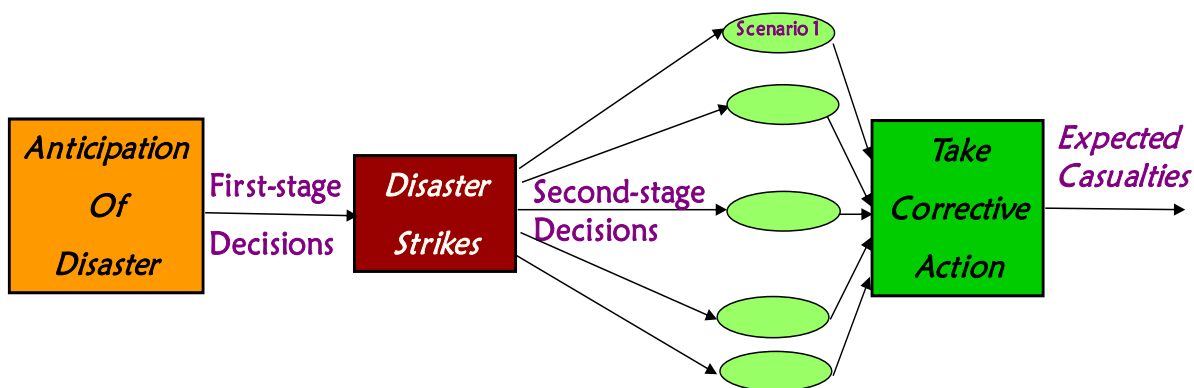 Anticipation
Of
Disaster
First-stage
Decisions
Disaster
Strikes
Second-stage
Decisions
Scenario 1
Take
Corrective
Action
Expected
Casualties